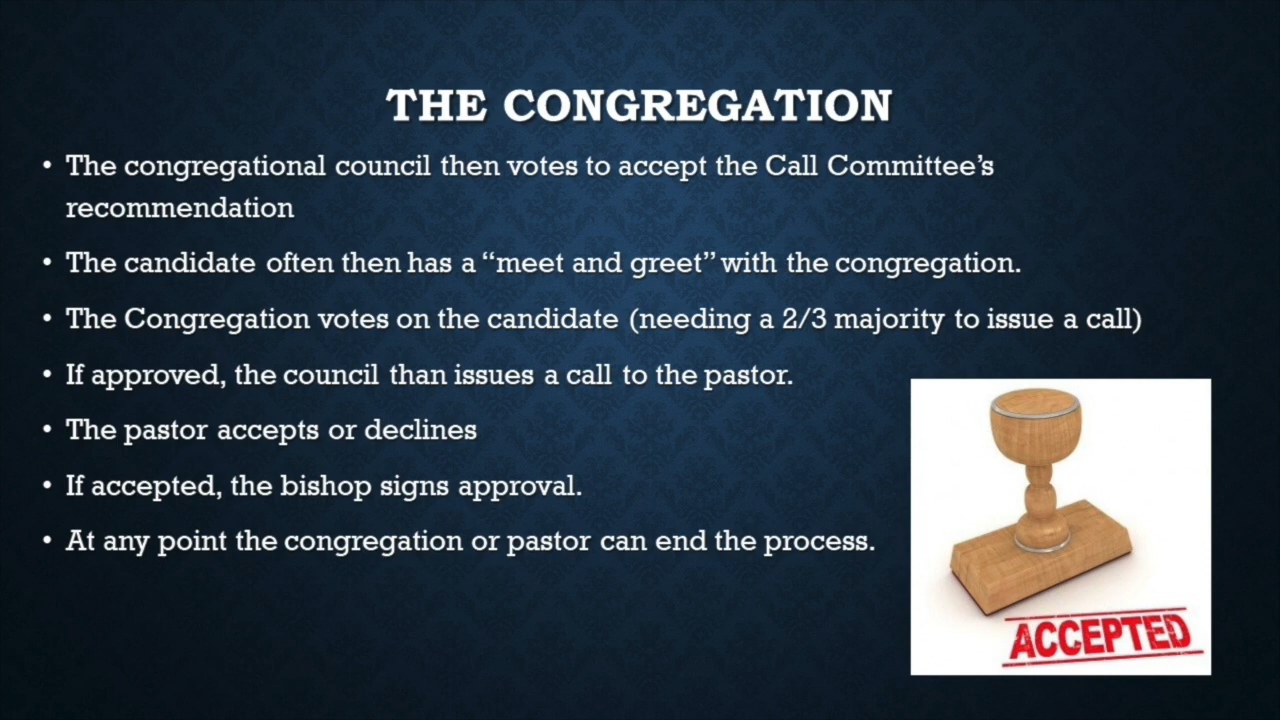 THE CONGREGATION
• The congregational council then votes to accept the Call Committee’s
recommendation
• The candidate often then has a “meet and greet” with the congregation.
• The Congregation votes on the candidate (needing a 2/3 majority to issue a call)
• If approved, the council than issues a call to the pastor.
• The pastor accepts or declines
• If accepted, the bishop signs approval.
• At any point the congregation or pastor can end the process.
ACCEPTED